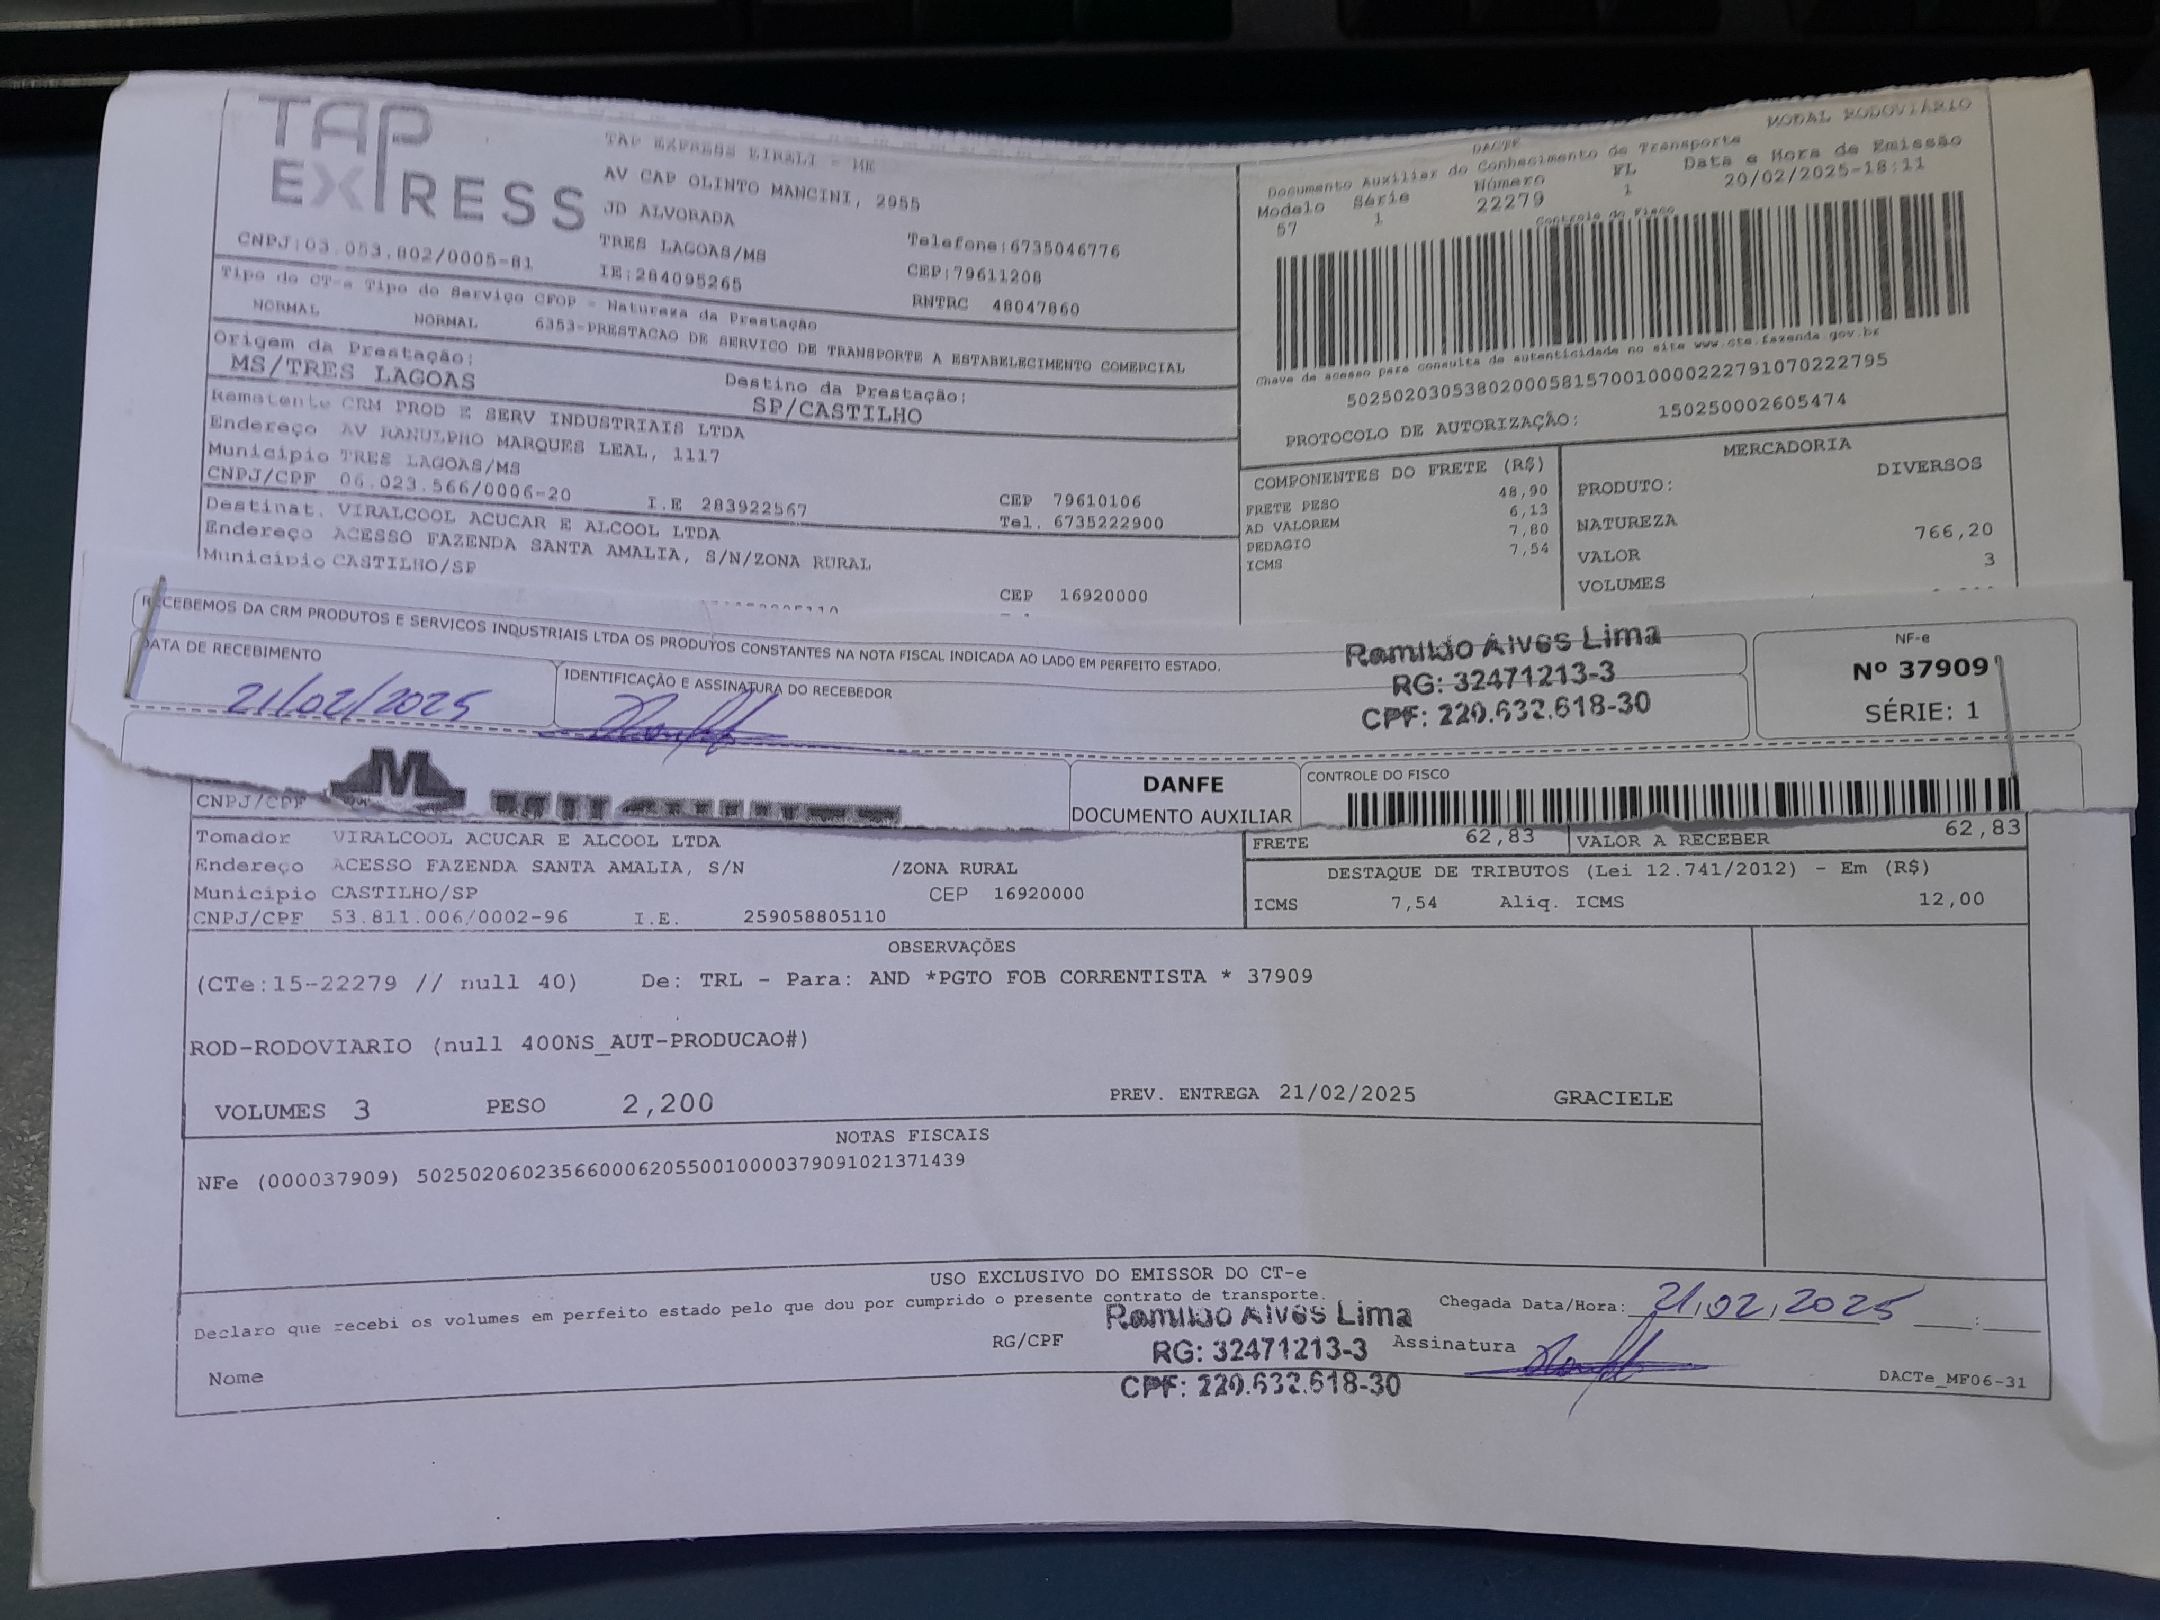 TAP EXPRESS
TAP EXPRESS EIRELI - ME
AV CAP OLINTO MANCINI, 2955
JD ALVORADA
TRES LAGOAS/MS Telefone:6735046776
CNPJ:03.053.802/0005-81 IE:284095265 CEP:79611208
RNTRC 48047860
Tipo do CT-e Tipo do Serviço CFOP - Natureza da Prestação
NORMAL NORMAL 6353-PRESTACAO DE SERVICO DE TRANSPORTE A ESTABELECIMENTO COMERCIAL
Origem da Prestação: Destino da Prestação:
MS/TRES LAGOAS SP/CASTILHO
Remetente CRM PROD E SERV INDUSTRIAIS LTDA
Endereço AV RANULPHO MARQUES LEAL, 1117
Município TRES LAGOAS/MS CEP 79610106
CNPJ/CPF 06.023.566/0006-20 I.E 283922567 Tel. 6735222900
Destinat. VIRALCOOL ACUCAR E ALCOOL LTDA
Endereço ACESSO FAZENDA SANTA AMALIA, S/N/ZONA RURAL
Município CASTILHO/SP CEP 16920000
MODAL RODOVIÁRIO
DACTE
Documento Auxiliar do Conhecimento de Transporte
Modelo Série Número FL Data e Hora de Emissão
57 1 22279 1 20/02/2025-18:11
Controle do Fisco
Chave de acesso para consulta de autenticidade no site www.cte.fazenda.gov.br
50250203053802000581570010000222791070222795
PROTOCOLO DE AUTORIZAÇÃO: 150250002605474
COMPONENTES DO FRETE (R$)
FRETE PESO 48,90
AD VALOREM 6,13
PEDAGIO 7,80
ICMS 7,54
MERCADORIA
PRODUTO: DIVERSOS
NATUREZA
VALOR 766,20
VOLUMES 3
RECEBEMOS DA CRM PRODUTOS E SERVICOS INDUSTRIAIS LTDA OS PRODUTOS CONSTANTES NA NOTA FISCAL INDICADA AO LADO EM PERFEITO ESTADO.
DATA DE RECEBIMENTO IDENTIFICAÇÃO E ASSINATURA DO RECEBEDOR
21/02/2025
Ramildo Alves Lima
RG: 32471213-3
CPF: 220.632.618-30
NF-e
Nº 37909
SÉRIE: 1
M
DANFE
DOCUMENTO AUXILIAR
CONTROLE DO FISCO
CNPJ/CPF
Tomador VIRALCOOL ACUCAR E ALCOOL LTDA
Endereço ACESSO FAZENDA SANTA AMALIA, S/N /ZONA RURAL
Município CASTILHO/SP CEP 16920000
CNPJ/CPF 53.811.006/0002-96 I.E. 259058805110
FRETE 62,83 VALOR A RECEBER 62,83
DESTAQUE DE TRIBUTOS (Lei 12.741/2012) - Em (R$)
ICMS 7,54 Aliq. ICMS 12,00
OBSERVAÇÕES
(CTe:15-22279 // null 40) De: TRL - Para: AND *PGTO FOB CORRENTISTA * 37909
ROD-RODOVIARIO (null 400NS_AUT-PRODUCAO#)
VOLUMES 3 PESO 2,200 PREV. ENTREGA 21/02/2025 GRACIELE
NOTAS FISCAIS
NFe (000037909) 50250206023566000620550010000379091021371439
USO EXCLUSIVO DO EMISSOR DO CT-e
Declaro que recebi os volumes em perfeito estado pelo que dou por cumprido o presente contrato de transporte.
Chegada Data/Hora: 21,02,2025 :
Nome RG/CPF Assinatura
Ramildo Alves Lima
RG: 32471213-3
CPF: 220.632.618-30
DACTe_MF06-31